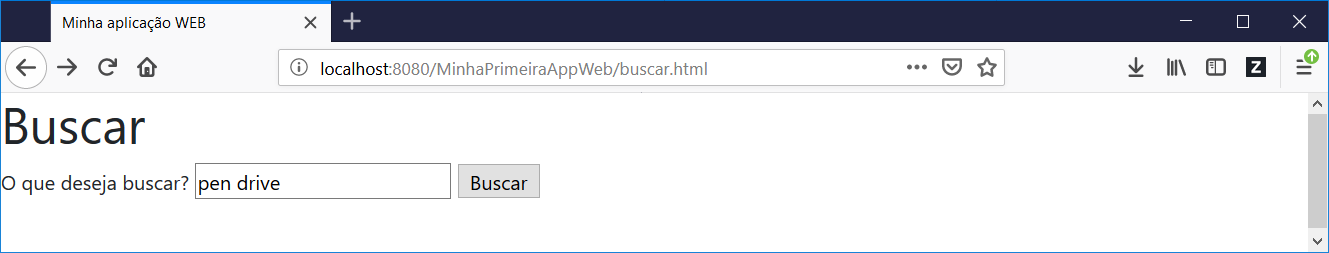 Minha aplicação WEB
localhost:8080/MinhaPrimeiraAppWeb/buscar.html
Z
Buscar
O que deseja buscar? pen drive Buscar